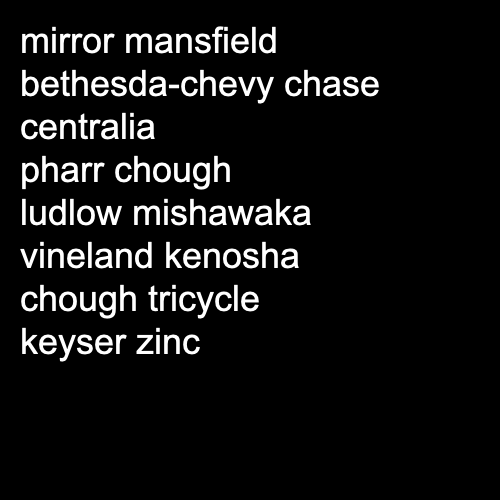 mirror mansfield
bethesda-chevy chase
centralia
pharr chough
ludlow mishawaka
vineland kenosha
chough tricycle
keyser zinc